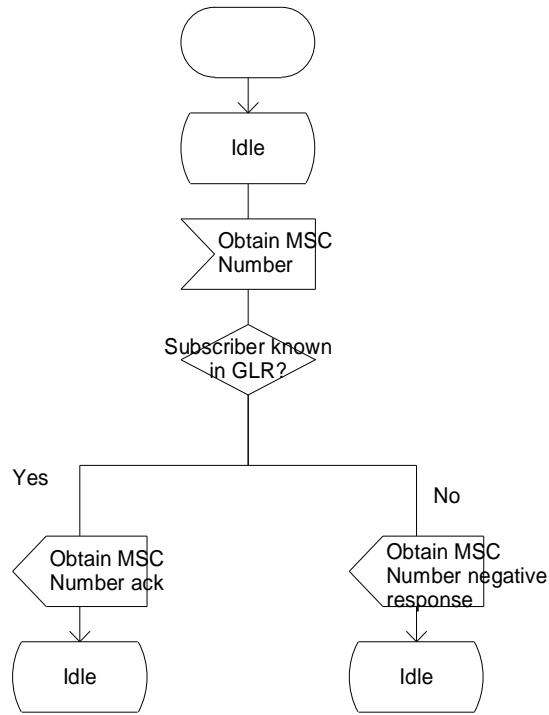 Idle
Obtain MSC
Number
Subscriber known
in GLR?
Yes
No
Obtain MSC
Number ack
Obtain MSC
Number negative
response
Idle
Idle